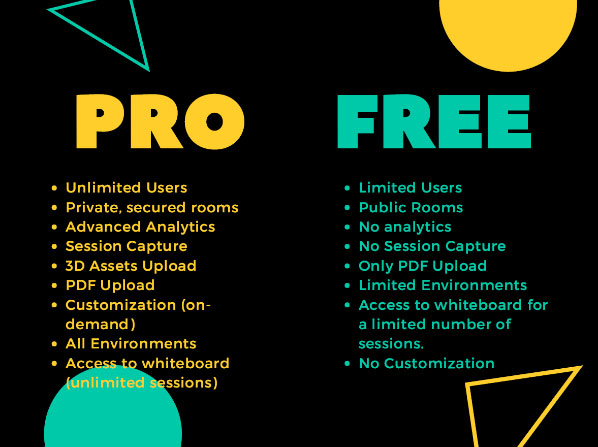 PRO
Unlimited Users
Private, secured rooms
Advanced Analytics
Session Capture
3D Assets Upload
PDF Upload
Customization (on-
demand)
All Environments
Access to whiteboard
(unlimited sessions)
FREE
Limited Users
Public Rooms
No analytics
No Session Capture
Only PDF Upload
Limited Environments
Access to whiteboard for
a limited number of
sessions.
No Customization